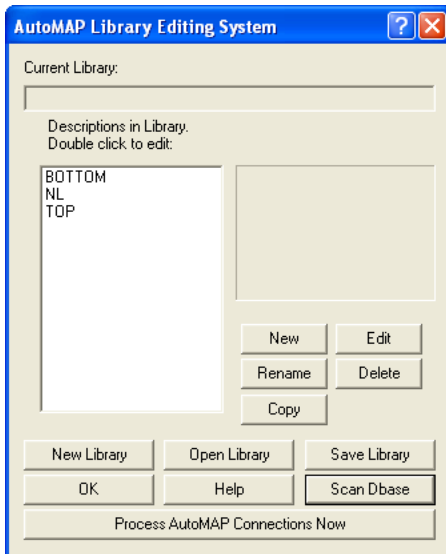 AutoMAP Library Editing System
Current Library:
Descriptions in Library.
Double click to edit:
BOTTOM
NL
TOP
New Edit
Rename Delete
Copy
New Library Open Library Save Library
OK Help Scan Dbase
Process AutoMAP Connections Now